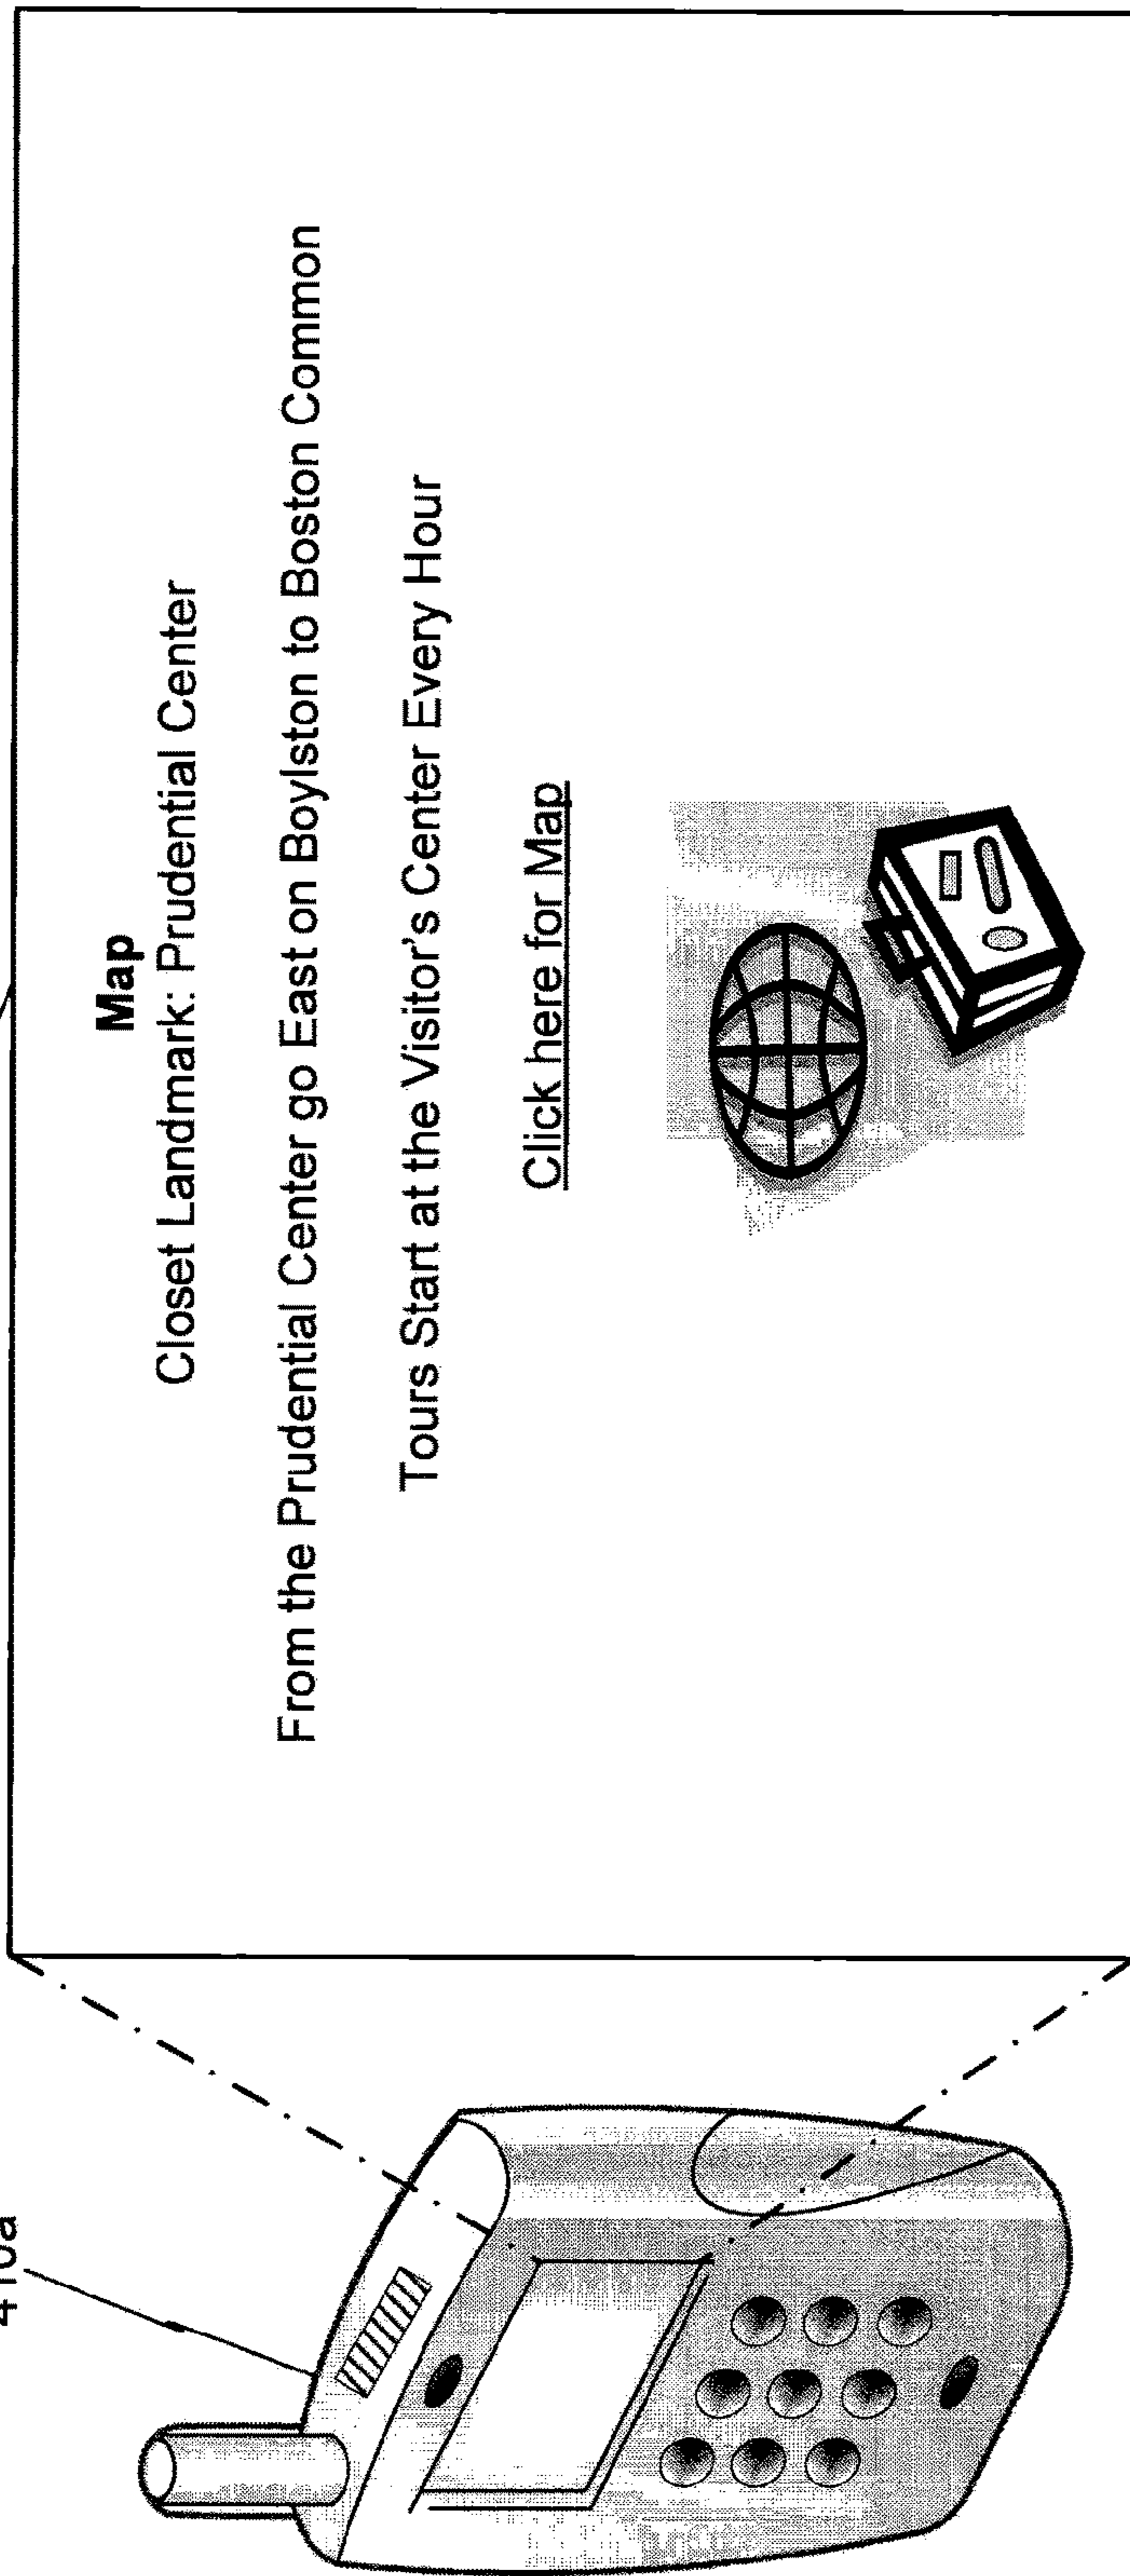 Map
Closet Landmark: Prudential Center
From the Prudential Center go East on Boylston to Boston Common
Tours Start at the Visitor's Center Every Hour
Click here for Map